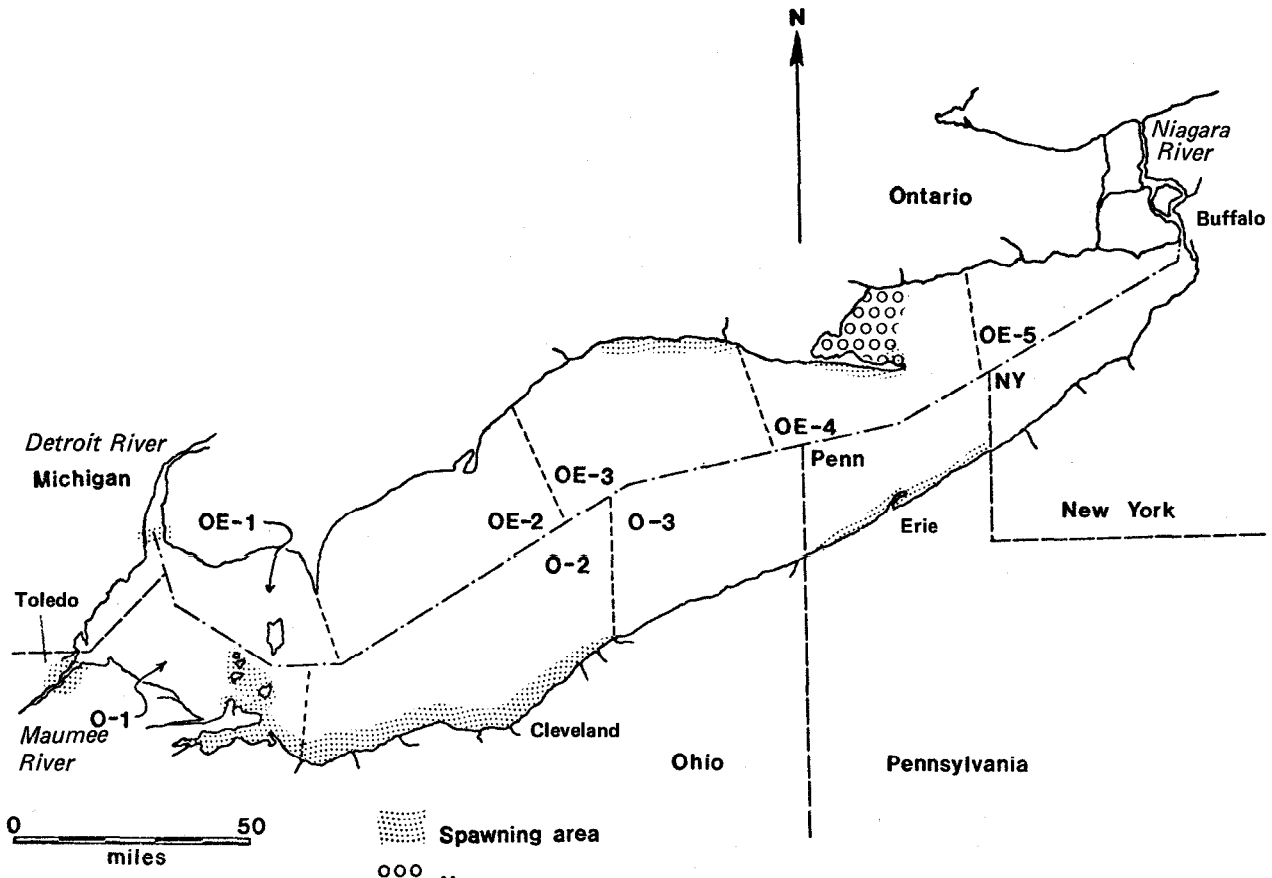 N
Niagara
River
Ontario
Buffalo
OE-5
NY
Detroit River
Michigan
OE-4
Penn
OE-3
OE-1
OE-2
O-3
New York
Erie
O-2
Toledo
O-1
Maumee
River
Cleveland
Ohio
Pennsylvania
0 50
miles
Spawning area